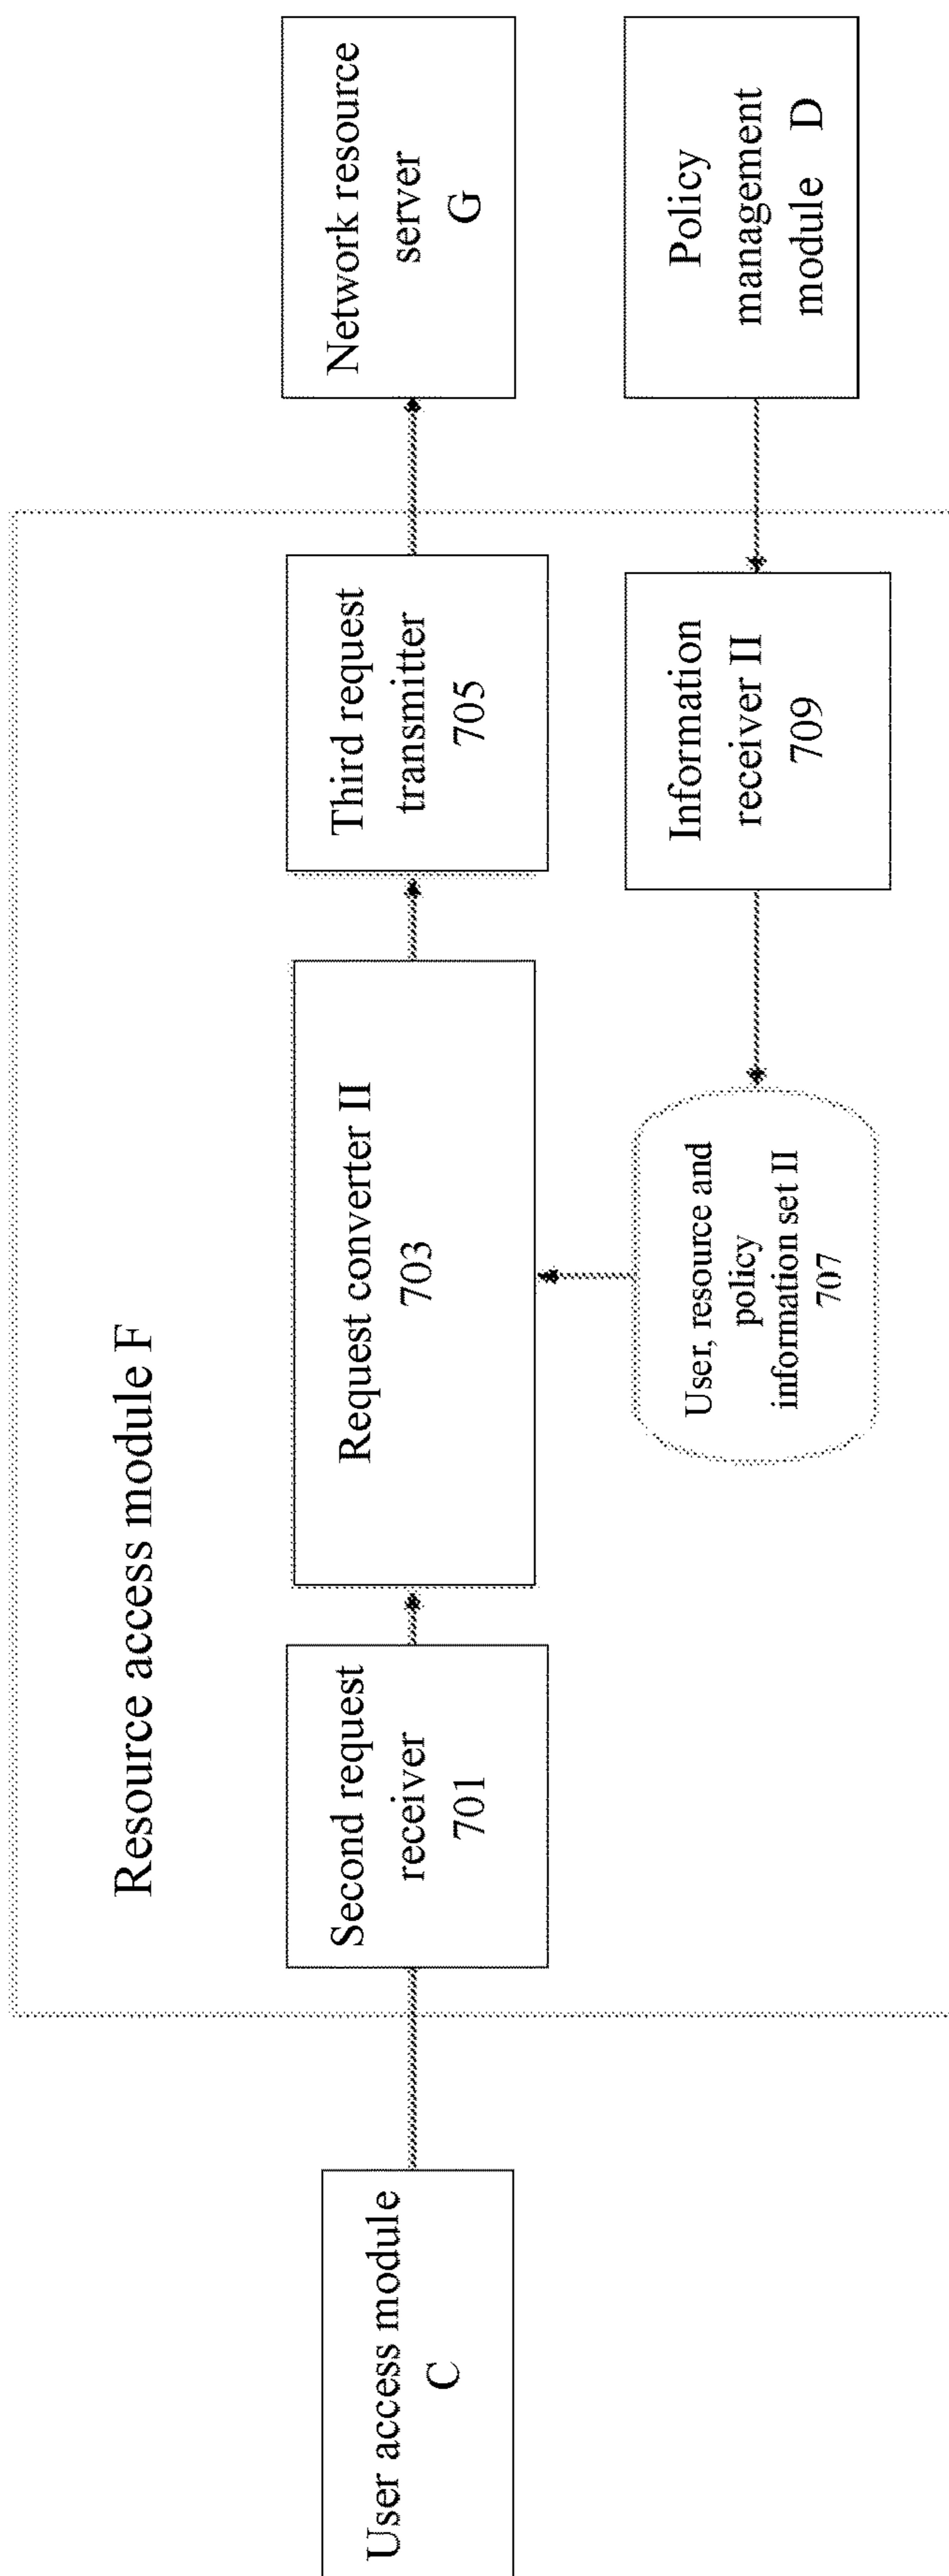 Resource access module F
User access module
C
Second request
receiver
701
Request converter II
703
Third request
transmitter
705
Network resource
server
G
User, resource and
policy
information set II
707
Information
receiver II
709
Policy
management
module D